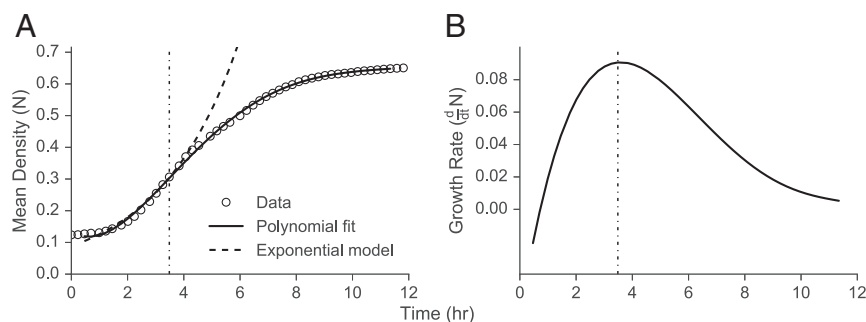 A
Mean Density (N)
0.7
0.6
0.5
0.4
0.3
0.2
0.1
0.0
Data
Polynomial fit
Exponential model
0 2 4 6 8 10 12
Time (hr)
B
Growth Rate (d/dt N)
0.08
0.06
0.04
0.02
0.00
0 2 4 6 8 10 12